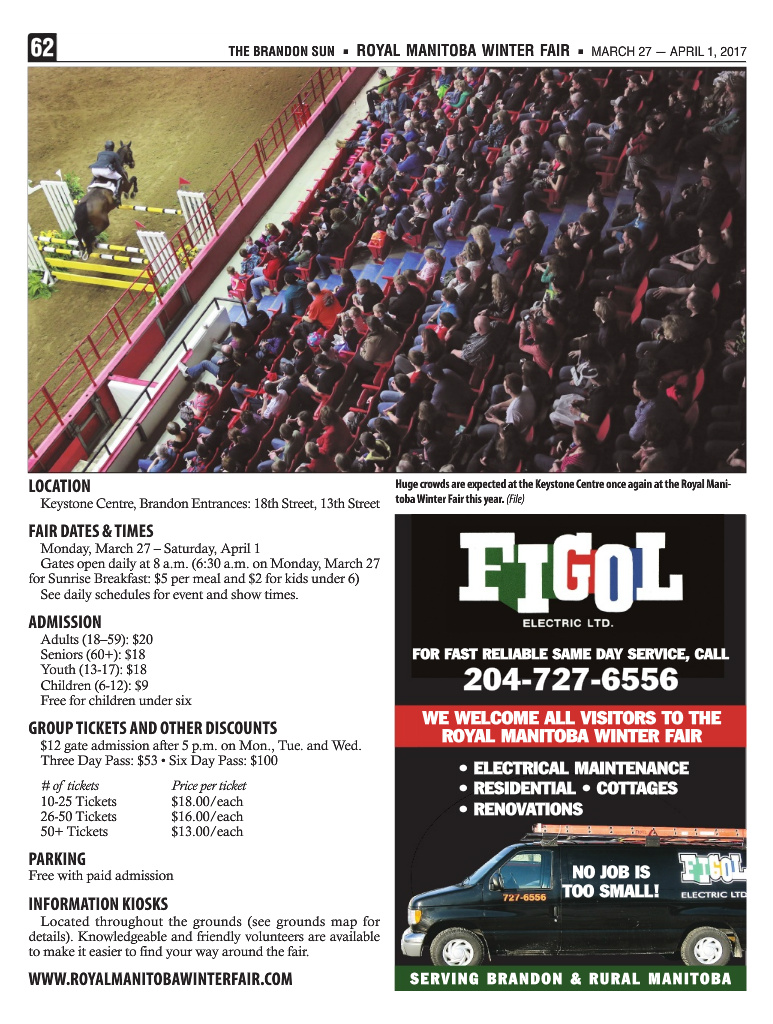 62
THE BRANDON SUN ▪ ROYAL MANITOBA WINTER FAIR ▪ MARCH 27 — APRIL 1, 2017
Huge crowds are expected at the Keystone Centre once again at the Royal Mani-
toba Winter Fair this year. (File)
LOCATION
Keystone Centre, Brandon Entrances: 18th Street, 13th Street
FAIR DATES & TIMES
Monday, March 27 – Saturday, April 1
Gates open daily at 8 a.m. (6:30 a.m. on Monday, March 27
for Sunrise Breakfast: $5 per meal and $2 for kids under 6)
See daily schedules for event and show times.
ADMISSION
Adults (18–59): $20
Seniors (60+): $18
Youth (13-17): $18
Children (6-12): $9
Free for children under six
GROUP TICKETS AND OTHER DISCOUNTS
$12 gate admission after 5 p.m. on Mon., Tue. and Wed.
Three Day Pass: $53 • Six Day Pass: $100
# of tickets Price per ticket
10-25 Tickets $18.00/each
26-50 Tickets $16.00/each
50+ Tickets $13.00/each
PARKING
Free with paid admission
INFORMATION KIOSKS
Located throughout the grounds (see grounds map for
details). Knowledgeable and friendly volunteers are available
to make it easier to find your way around the fair.
WWW.ROYALMANITOBAWINTERFAIR.COM
FIGOL
ELECTRIC LTD.
FOR FAST RELIABLE SAME DAY SERVICE, CALL
204-727-6556
WE WELCOME ALL VISITORS TO THE
ROYAL MANITOBA WINTER FAIR
• ELECTRICAL MAINTENANCE
• RESIDENTIAL • COTTAGES
• RENOVATIONS
NO JOB IS
TOO SMALL!
727-6556
FIGOL
ELECTRIC LTD
SERVING BRANDON & RURAL MANITOBA